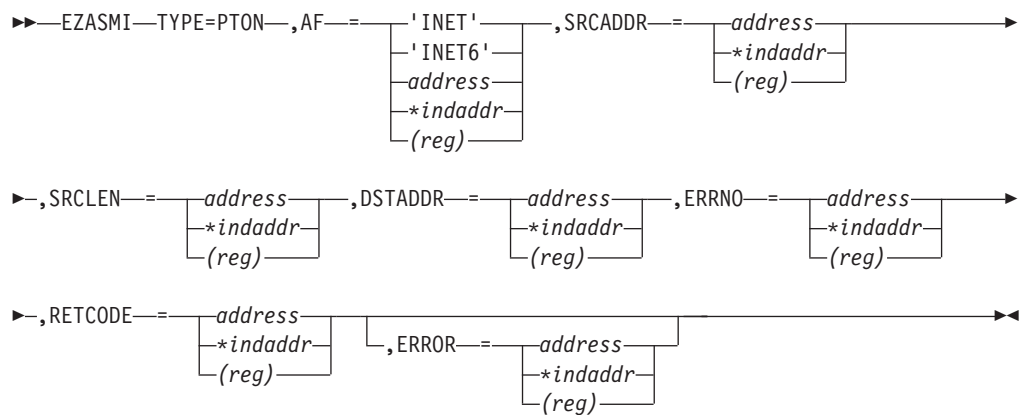 EZASMI TYPE=PTON ,AF = 'INET' ,SRCADDR = address
'INET6' *indaddr
address (reg)
*indaddr
(reg)
,SRCLEN = address ,DSTADDR = address ,ERRNO = address
*indaddr *indaddr *indaddr
(reg) (reg) (reg)
,RETCODE = address
*indaddr ,ERROR = address
(reg) *indaddr
(reg)